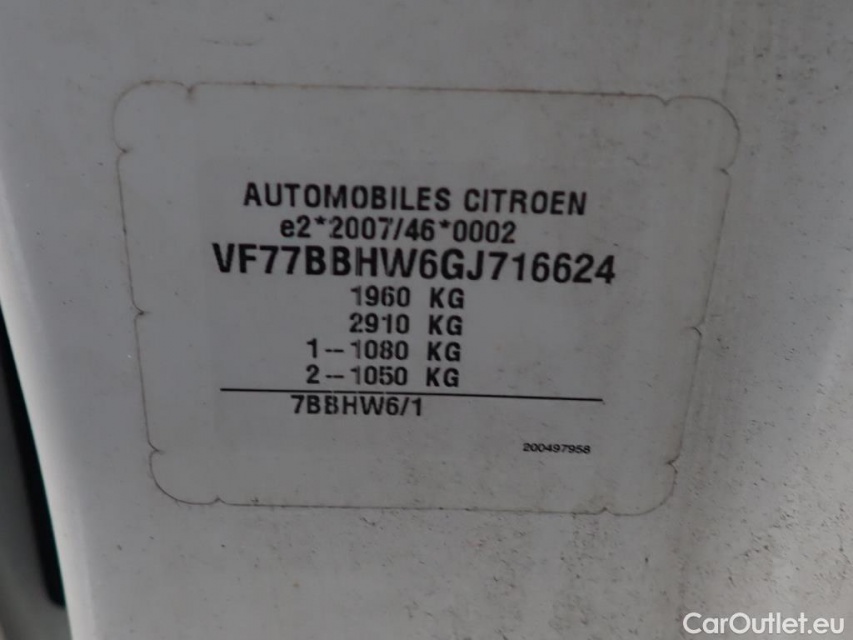 AUTOMOBILES CITROEN
e2*2007/46*0002
VF77BBHW6GJ716624
1960 KG
2910 KG
1--1080 KG
2--1050 KG
7BBHW6/1
200497958
CarOutlet.eu